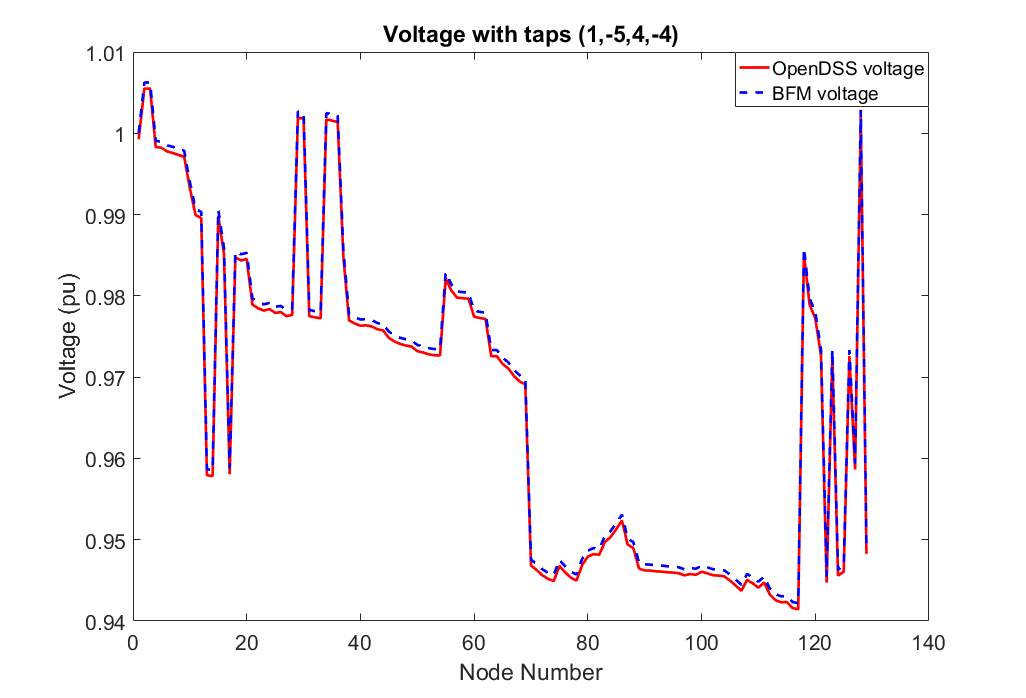 Voltage with taps (1,-5,4,-4)
OpenDSS voltage
BFM voltage
Voltage (pu)
1.01
1
0.99
0.98
0.97
0.96
0.95
0.94
0 20 40 60 80 100 120 140
Node Number